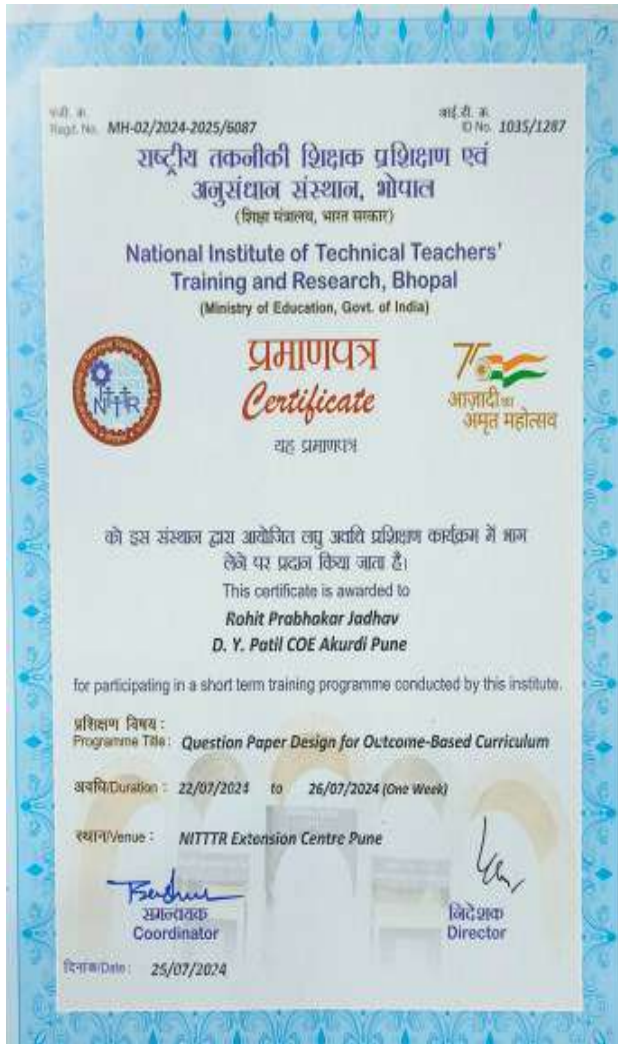 पंजी. क्र.
Regd. No. MH-02/2024-2025/6087
आई.डी. क्र.
ID No. 1035/1287
राष्ट्रीय तकनीकी शिक्षक प्रशिक्षण एवं
अनुसंधान संस्थान, भोपाल
(शिक्षा मंत्रालय, भारत सरकार)
National Institute of Technical Teachers'
Training and Research, Bhopal
(Ministry of Education, Govt. of India)
NITTTR
प्रमाणपत्र
Certificate
यह प्रमाणपत्र
75
आज़ादी का
अमृत महोत्सव
को इस संस्थान द्वारा आयोजित लघु अवधि प्रशिक्षण कार्यक्रम में भाग
लेने पर प्रदान किया जाता है।
This certificate is awarded to
Rohit Prabhakar Jadhav
D. Y. Patil COE Akurdi Pune
for participating in a short term training programme conducted by this institute.
प्रशिक्षण विषय :
Programme Title : Question Paper Design for Outcome-Based Curriculum
अवधि/Duration : 22/07/2024 to 26/07/2024 (One Week)
स्थान/Venue : NITTTR Extension Centre Pune
समन्वयक
Coordinator
निदेशक
Director
दिनांक/Date : 25/07/2024